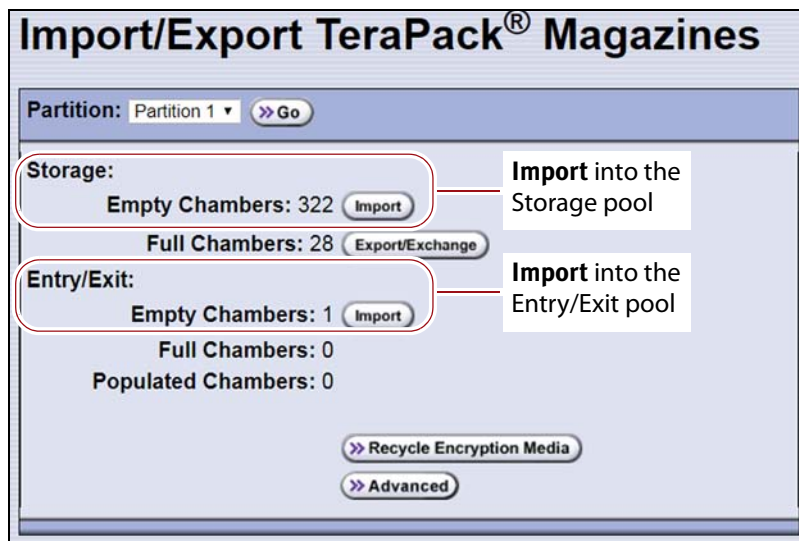 Import/Export TeraPack® Magazines
Partition: Partition 1 ▼ >> Go
Storage:
Empty Chambers: 322 Import
Full Chambers: 28 Export/Exchange
Import into the
Storage pool
Entry/Exit:
Empty Chambers: 1 Import
Import into the
Entry/Exit pool
Full Chambers: 0
Populated Chambers: 0
>> Recycle Encryption Media
>> Advanced